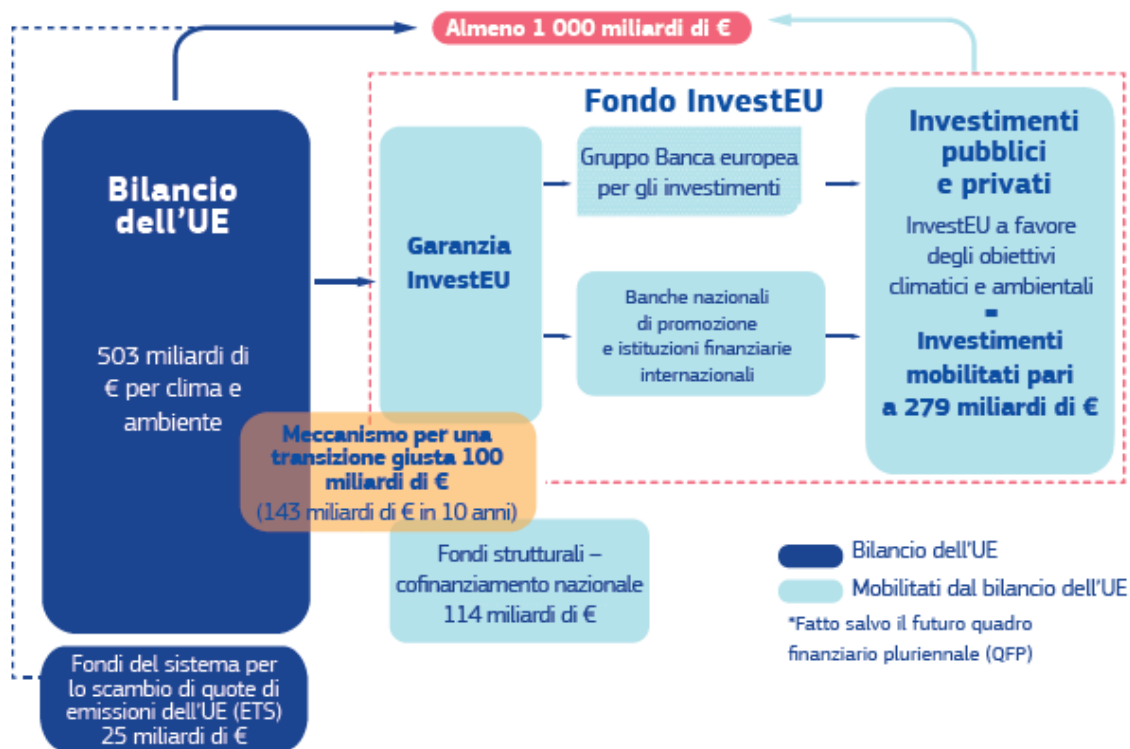 Almeno 1 000 miliardi di €
Bilancio
dell'UE
503 miliardi di
€ per clima e
ambiente
Fondi del sistema per
lo scambio di quote di
emissioni dell'UE (ETS)
25 miliardi di €
Fondo InvestEU
Garanzia
InvestEU
Gruppo Banca europea
per gli investimenti
Banche nazionali
di promozione
e istituzioni finanziarie
internazionali
Investimenti
pubblici
e privati
InvestEU a favore
degli obiettivi
climatici e ambientali
=
Investimenti
mobilitati pari
a 279 miliardi di €
Meccanismo per una
transizione giusta 100
miliardi di €
(143 miliardi di € in 10 anni)
Fondi strutturali –
cofinanziamento nazionale
114 miliardi di €
Bilancio dell'UE
Mobilitati dal bilancio dell'UE
*Fatto salvo il futuro quadro
finanziario pluriennale (QFP)